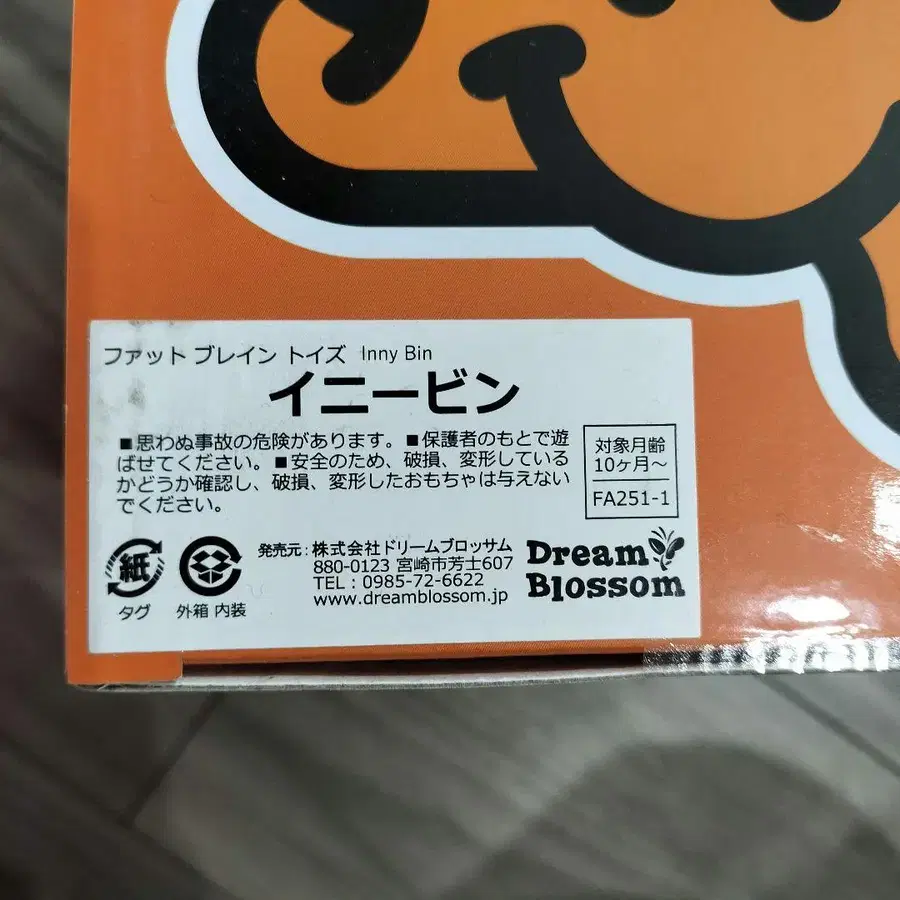 ファット ブレイン トイズ Inny Bin
イニービン
■思わぬ事故の危険があります。■保護者のもとで遊
ばせてください。■安全のため、破損、変形している
かどうか確認し、破損、変形したおもちゃは与えない
でください。
対象月齢
10ヶ月～
FA251-1
紙
タグ
外箱 内装
発売元：株式会社ドリームブロッサム
880-0123 宮崎市芳士607
TEL：0985-72-6622
www.dreamblossom.jp
Dream
Blossom